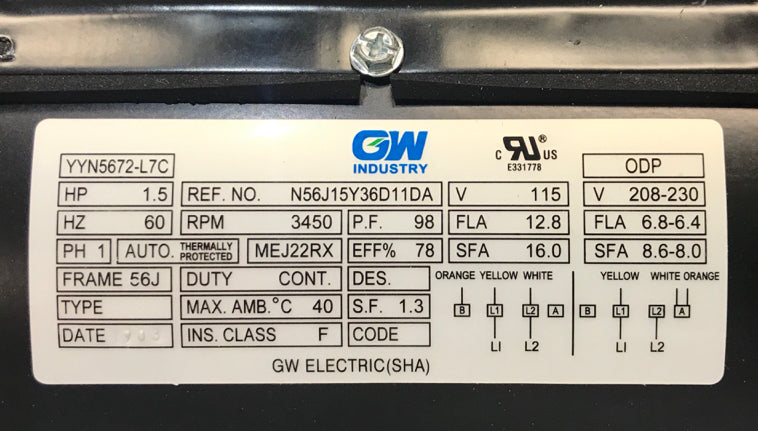 GW
INDUSTRY
C RU® US
E331778
YYN5672-L7C ODP
HP 1.5 REF. NO. N56J15Y36D11DA V 115 V 208-230
HZ 60 RPM 3450 P.F. 98 FLA 12.8 FLA 6.8-6.4
PH 1 AUTO. THERMALLY PROTECTED MEJ22RX EFF% 78 SFA 16.0 SFA 8.6-8.0
FRAME 56J DUTY CONT. DES. ORANGE YELLOW WHITE YELLOW WHITE ORANGE
TYPE MAX. AMB.°C 40 S.F. 1.3 B L1 L2 A B L1 L2 A
DATE INS. CLASS F CODE LI L2 LI L2
GW ELECTRIC(SHA)